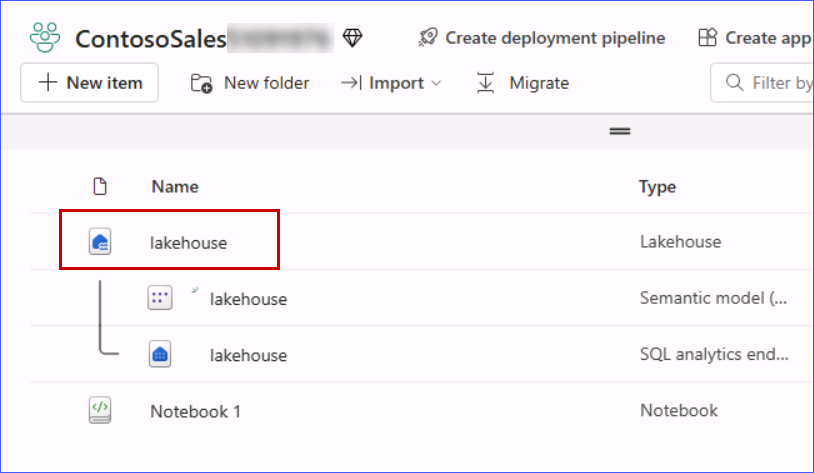 ContosoSales
Create deployment pipeline
Create app
New item
New folder
Import
Migrate
Filter by
Name Type
lakehouse Lakehouse
lakehouse Semantic model (...
lakehouse SQL analytics end...
Notebook 1 Notebook